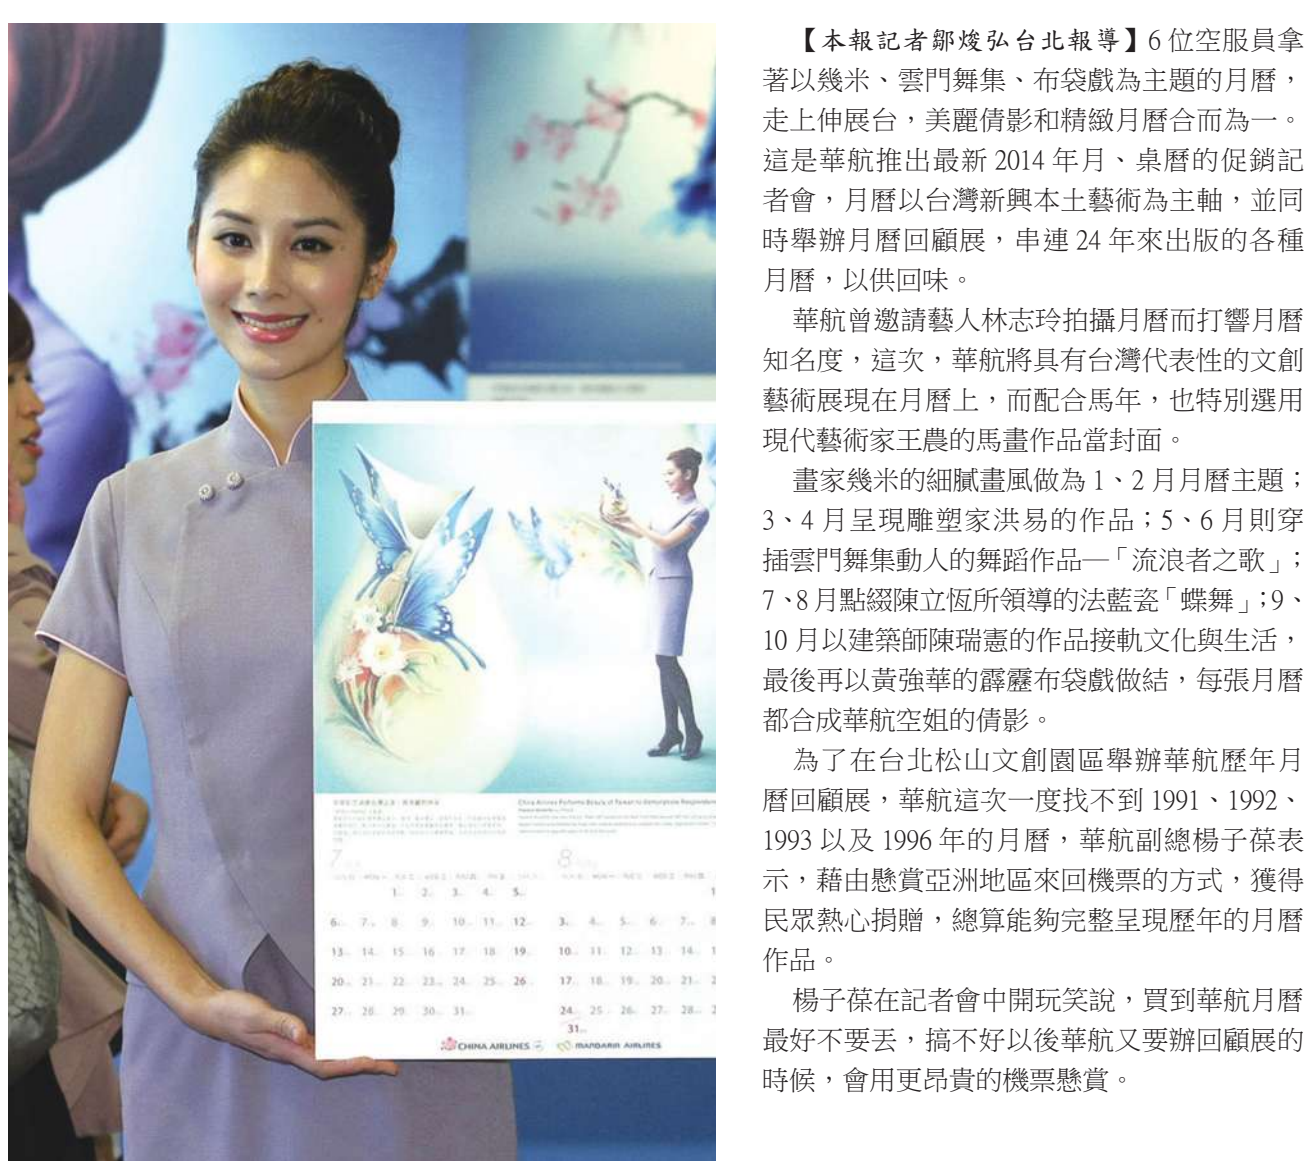 【本報記者鄒焌弘台北報導】6 位空服員拿
著以幾米、雲門舞集、布袋戲為主題的月曆，
走上伸展台，美麗倩影和精緻月曆合而為一。
這是華航推出最新 2014 年月、桌曆的促銷記
者會，月曆以台灣新興本土藝術為主軸，並同
時舉辦月曆回顧展，串連 24 年來出版的各種
月曆，以供回味。
華航曾邀請藝人林志玲拍攝月曆而打響月曆
知名度，這次，華航將具有台灣代表性的文創
藝術展現在月曆上，而配合馬年，也特別選用
現代藝術家王農的馬畫作品當封面。
畫家幾米的細膩畫風做為 1、2 月月曆主題；
3、4 月呈現雕塑家洪易的作品；5、6 月則穿
插雲門舞集動人的舞蹈作品─「流浪者之歌」；
7、8 月點綴陳立恆所領導的法藍瓷「蝶舞」；9、
10 月以建築師陳瑞憲的作品接軌文化與生活，
最後再以黃強華的霹靂布袋戲做結，每張月曆
都合成華航空姐的倩影。
為了在台北松山文創園區舉辦華航歷年月
曆回顧展，華航這次一度找不到 1991、1992、
1993 以及 1996 年的月曆，華航副總楊子葆表
示，藉由懸賞亞洲地區來回機票的方式，獲得
民眾熱心捐贈，總算能夠完整呈現歷年的月曆
作品。
楊子葆在記者會中開玩笑說，買到華航月曆
最好不要丟，搞不好以後華航又要辦回顧展的
時候，會用更昂貴的機票懸賞。
7
1 2 3 4 5
6 7 8 9 10 11 12
13 14 15 16 17 18 19
20 21 22 23 24 25 26
27 28 29 30 31
8
1
3 4 5 6 7 8
10 11 12 13 14
17 18 19 20 21
24 25 26 27 28
31
CHINA AIRLINES
MANDARIN AIRLINES